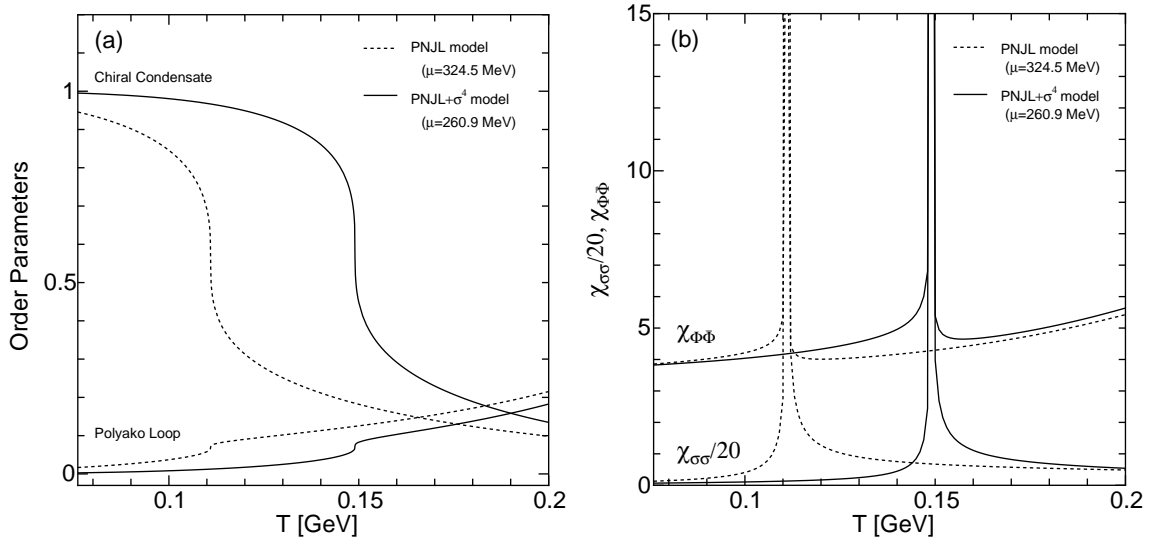 (a)
PNJL model
(μ=324.5 MeV)
Chiral Condensate
PNJL+σ⁴ model
(μ=260.9 MeV)
1
0.5
0
Order Parameters
Polyako Loop
0.1
0.15
0.2
T [GeV]
(b)
PNJL model
(μ=324.5 MeV)
PNJL+σ⁴ model
(μ=260.9 MeV)
15
10
5
0
χσσ/20, χΦΦ̄
χΦΦ̄
χσσ/20
0.1
0.15
0.2
T [GeV]